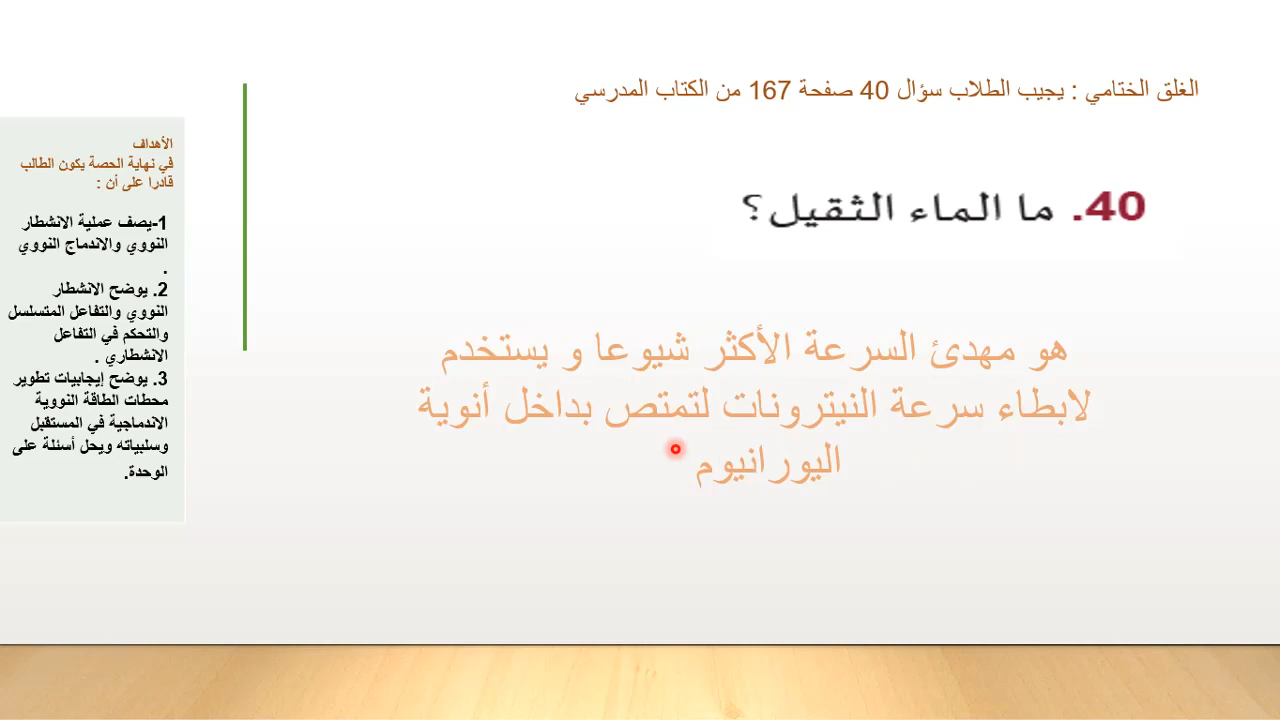 الغلق الختامي : يجيب الطلاب سؤال 40 صفحة 167 من الكتاب المدرسي
40. ما الماء الثقيل؟
هو مهدئ السرعة الأكثر شيوعا و يستخدم
لابطاء سرعة النيترونات لتمتص بداخل أنوية
اليورانيوم
الأهداف
في نهاية الحصة يكون الطالب
قادرا على أن :
1-يصف عملية الانشطار
النووي والاندماج النووي
.
2. يوضح الانشطار
النووي والتفاعل المتسلسل
والتحكم في التفاعل
الانشطاري .
3. يوضح إيجابيات تطوير
محطات الطاقة النووية
الاندماجية في المستقبل
وسلبياته ويحل أسئلة على
الوحدة.